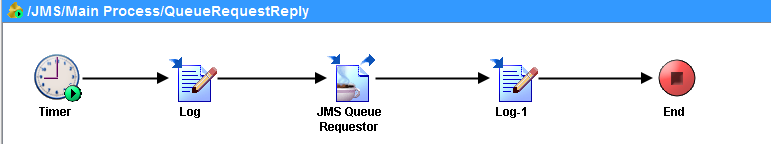 /JMS/Main Process/QueueRequestReply
Timer
Log
JMS Queue
Requestor
Log-1
End